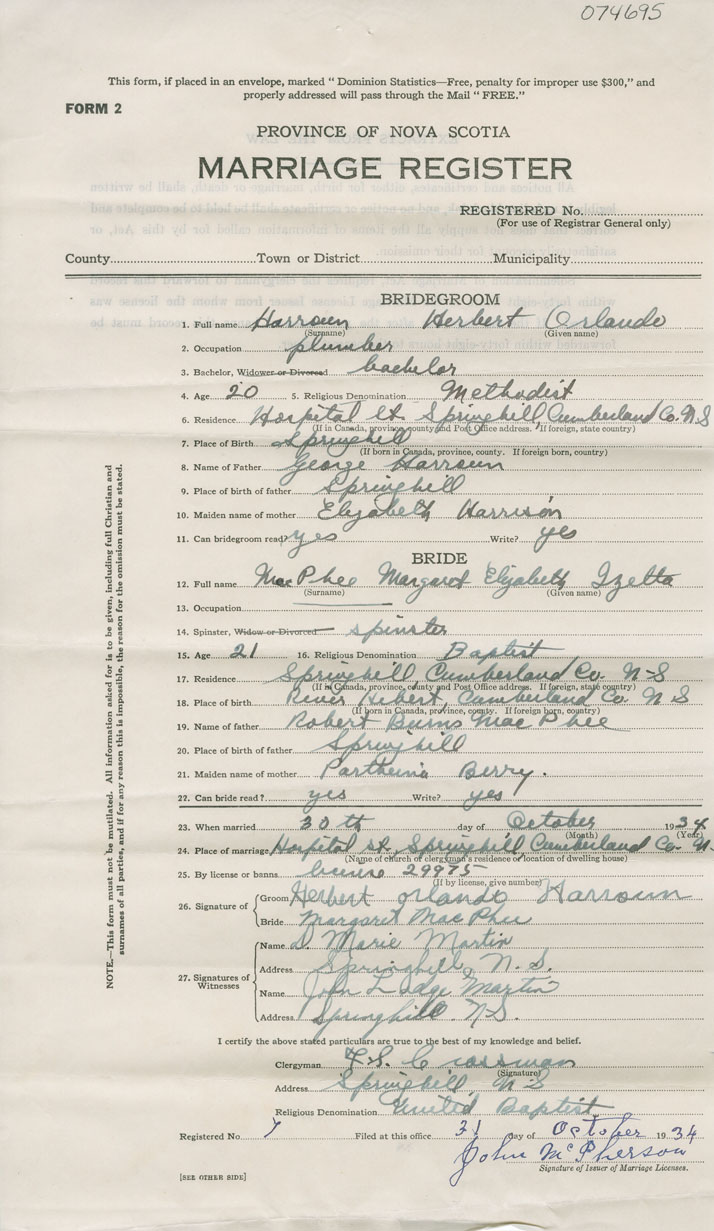 074695
This form, if placed in an envelope, marked " Dominion Statistics—Free, penalty for improper use $300," and
properly addressed will pass through the Mail " FREE."
FORM 2
PROVINCE OF NOVA SCOTIA
MARRIAGE REGISTER
REGISTERED No.
(For use of Registrar General only)
County Town or District Municipality
BRIDEGROOM
1. Full name Harroun Herbert Orlando
(Surname) (Given name)
2. Occupation plumber
3. Bachelor, Widower or Divorced bachelor
4. Age 20 5. Religious Denomination Methodist
6. Residence Hospital St. Springhill, Cumberland Co. N S
(If in Canada, province, county and Post Office address. If foreign, state country)
7. Place of Birth Springhill
(If born in Canada, province, county. If foreign born, country)
8. Name of Father George Harroun
9. Place of birth of father Springhill
10. Maiden name of mother Elizabeth Harrison
11. Can bridegroom read? yes Write? yes
BRIDE
12. Full name MacPhee Margaret Elizabeth Izetta
(Surname) (Given name)
13. Occupation
14. Spinster, Widow or Divorced spinster
15. Age 21 16. Religious Denomination Baptist
17. Residence Springhill, Cumberland Co. N-S
(If in Canada, province, county and Post Office address. If foreign, state country)
18. Place of birth River Hebert, Cumberland Co. N S
(If born in Canada, province, county. If foreign born, country)
19. Name of father Robert Burns MacPhee
20. Place of birth of father Springhill
21. Maiden name of mother Parthenia Berry.
22. Can bride read? yes Write? yes
23. When married 30 th day of October 1934
(Month) (Year)
24. Place of marriage Hospital st. Springhill Cumberland Co. N.
(Name of church or clergyman's residence or location of dwelling house)
25. By license or banns license 29975
(If by license, give number)
26. Signature of Groom Herbert Orlando Harroun
Bride Margaret MacPhee
27. Signatures of Witnesses
Name Marie Martin
Address Springhill, N. S.
Name John Lodge Martin
Address Springhill. N-S.
I certify the above stated particulars are true to the best of my knowledge and belief.
Clergyman F. S. Crossman
(Signature)
Address Springhill, N-S
Religious Denomination United Baptist
Registered No. 7 Filed at this office 31 day of October 1934
John McPherson
Signature of Issuer of Marriage Licenses.
[SEE OTHER SIDE]
NOTE.—This form must not be mutilated. All information asked for is to be given, including full Christian and
surnames of all parties, and if for any reason this is impossible, the reason for the omission must be stated.